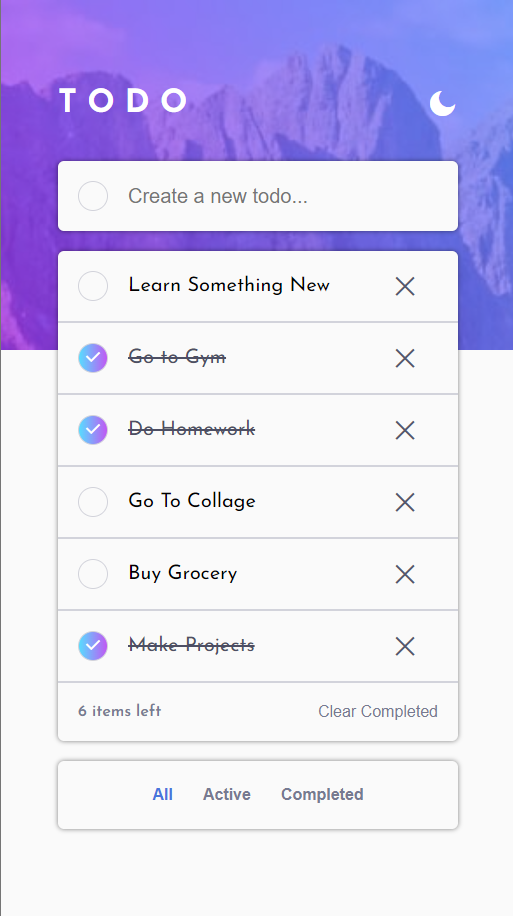 TODO
Create a new todo...
Learn Something New
Go to Gym
Do Homework
Go To Collage
Buy Grocery
Make Projects
6 items left Clear Completed
All Active Completed